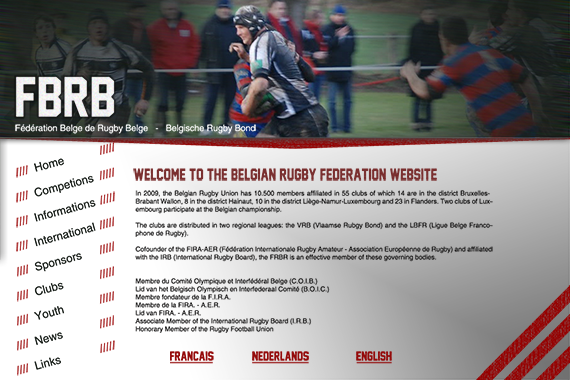 FBRB
Fédération Belge de Rugby Belge - Belgische Rugby Bond
Home
Competions
Informations
International
Sponsors
Clubs
Youth
News
Links
WELCOME TO THE BELGIAN RUGBY FEDERATION WEBSITE
In 2009, the Belgian Rugby Union has 10.500 members affiliated in 55 clubs of which 14 are in the district Bruxelles-
Brabant Wallon, 8 in the district Hainaut, 10 in the district Liège-Namur-Luxembourg and 23 in Flanders. Two clubs of Lux-
embourg participate at the Belgian championship.
The clubs are distributed in two regional leagues: the VRB (Vlaamse Rusgby Bond) and the LBFR (Ligue Belge Franco-
phone de Rugby).
Cofounder of the FIRA-AER (Fédération Internationale Rugby Amateur - Association Européenne de Rugby) and affiliated
with the IRB (International Rugby Board), the FRBR is an effective member of these governing bodies.
Membre du Comité Olympique et Interfédéral Belge (C.O.I.B.)
Lid van het Belgisch Olympisch en Interfederaal Comité (B.O.I.C.)
Membre fondateur de la F.I.R.A.
Membre de la FIRA. - A.E.R.
Lid van FIRA. - A.E.R.
Associate Member of the International Rugby Board (I.R.B.)
Honorary Member of the Rugby Football Union
FRANCAIS NEDERLANDS ENGLISH